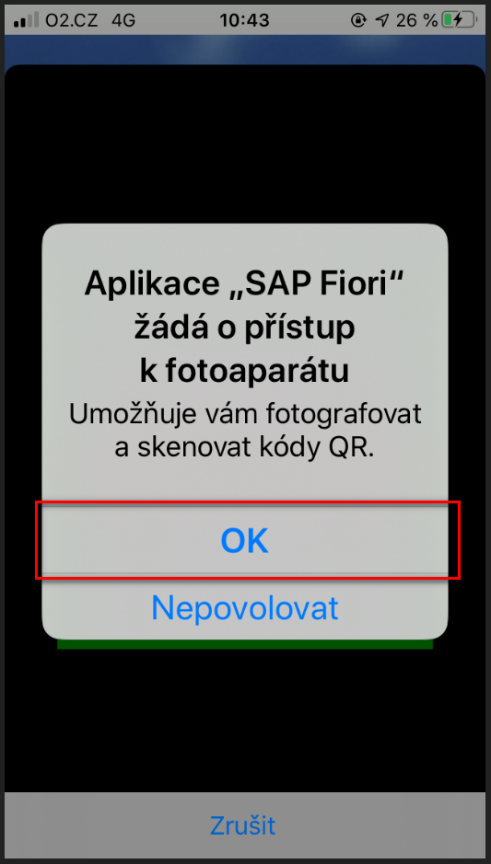 O2.CZ 4G 10:43 26 %
Aplikace „SAP Fiori“
žádá o přístup
k fotoaparátu
Umožňuje vám fotografovat
a skenovat kódy QR.
OK
Nepovolovat
Zrušit